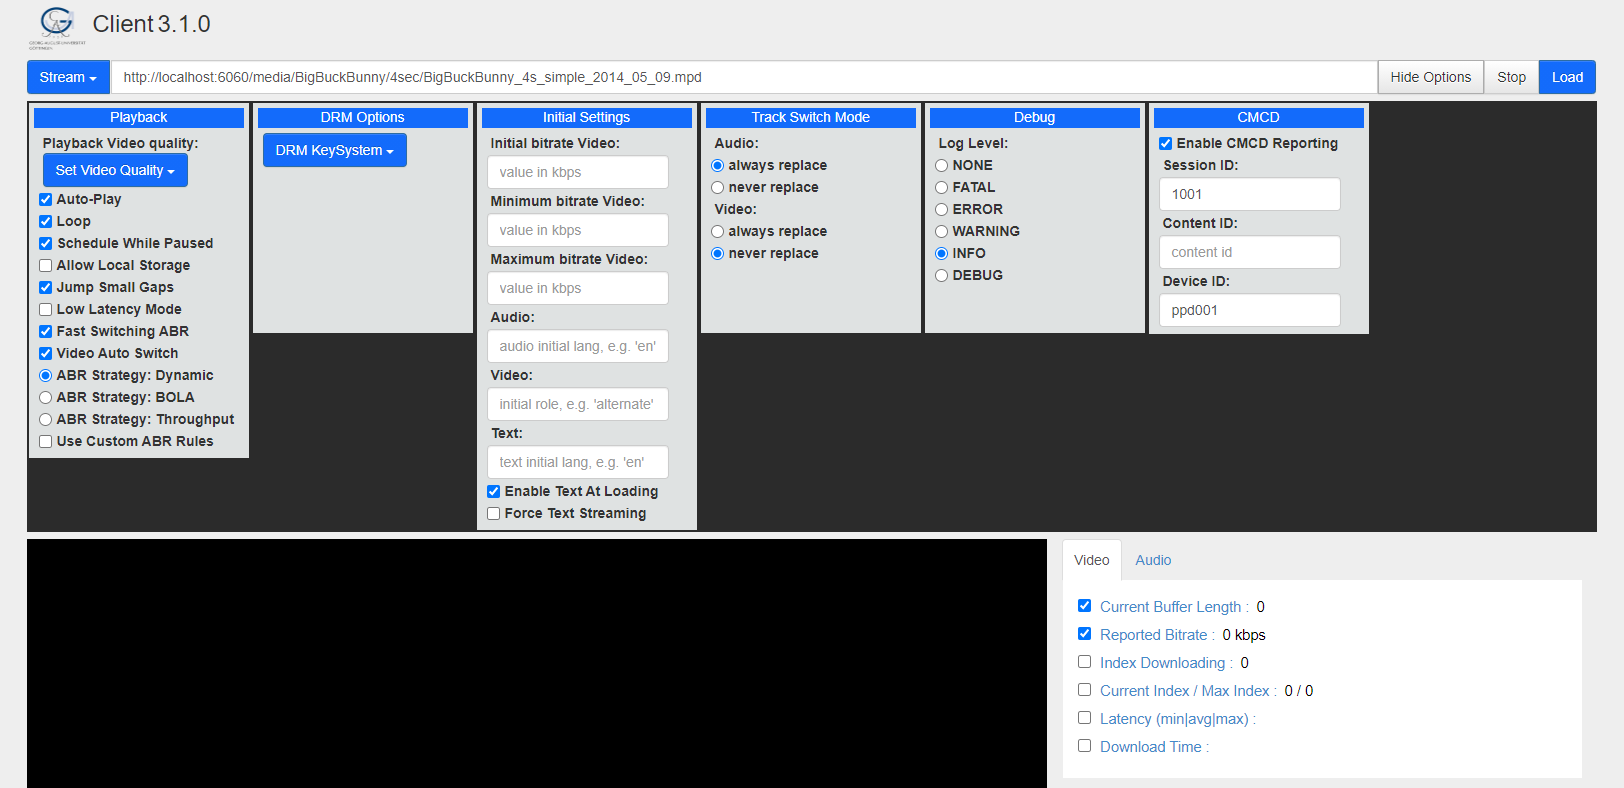 GEORG-AUGUST-UNIVERSITÄT
GÖTTINGEN
Client 3.1.0
Stream
http://localhost:6060/media/BigBuckBunny/4sec/BigBuckBunny_4s_simple_2014_05_09.mpd
Hide Options
Stop
Load
Playback
Playback Video quality:
Set Video Quality
Auto-Play
Loop
Schedule While Paused
Allow Local Storage
Jump Small Gaps
Low Latency Mode
Fast Switching ABR
Video Auto Switch
ABR Strategy: Dynamic
ABR Strategy: BOLA
ABR Strategy: Throughput
Use Custom ABR Rules
DRM Options
DRM KeySystem
Initial Settings
Initial bitrate Video:
value in kbps
Minimum bitrate Video:
value in kbps
Maximum bitrate Video:
value in kbps
Audio:
audio initial lang, e.g. 'en'
Video:
initial role, e.g. 'alternate'
Text:
text initial lang, e.g. 'en'
Enable Text At Loading
Force Text Streaming
Track Switch Mode
Audio:
always replace
never replace
Video:
always replace
never replace
Debug
Log Level:
NONE
FATAL
ERROR
WARNING
INFO
DEBUG
CMCD
Enable CMCD Reporting
Session ID:
1001
Content ID:
content id
Device ID:
ppd001
Video
Audio
Current Buffer Length : 0
Reported Bitrate : 0 kbps
Index Downloading : 0
Current Index / Max Index : 0 / 0
Latency (min|avg|max) :
Download Time :